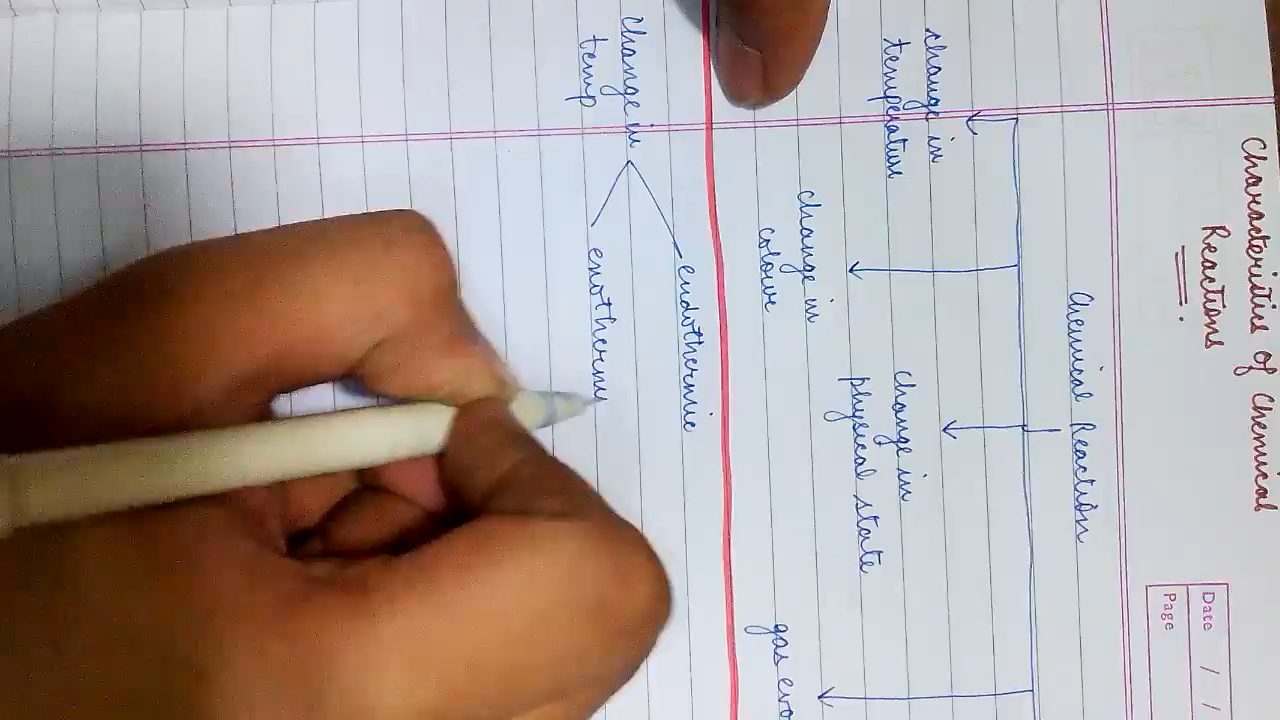 Characteristics of Chemical
Reactions
Date / /
Page
Chemical Reaction
change in
temperature
change in
colour
change in
physical state
gas evo
change in
temp
endothermic
exothermi